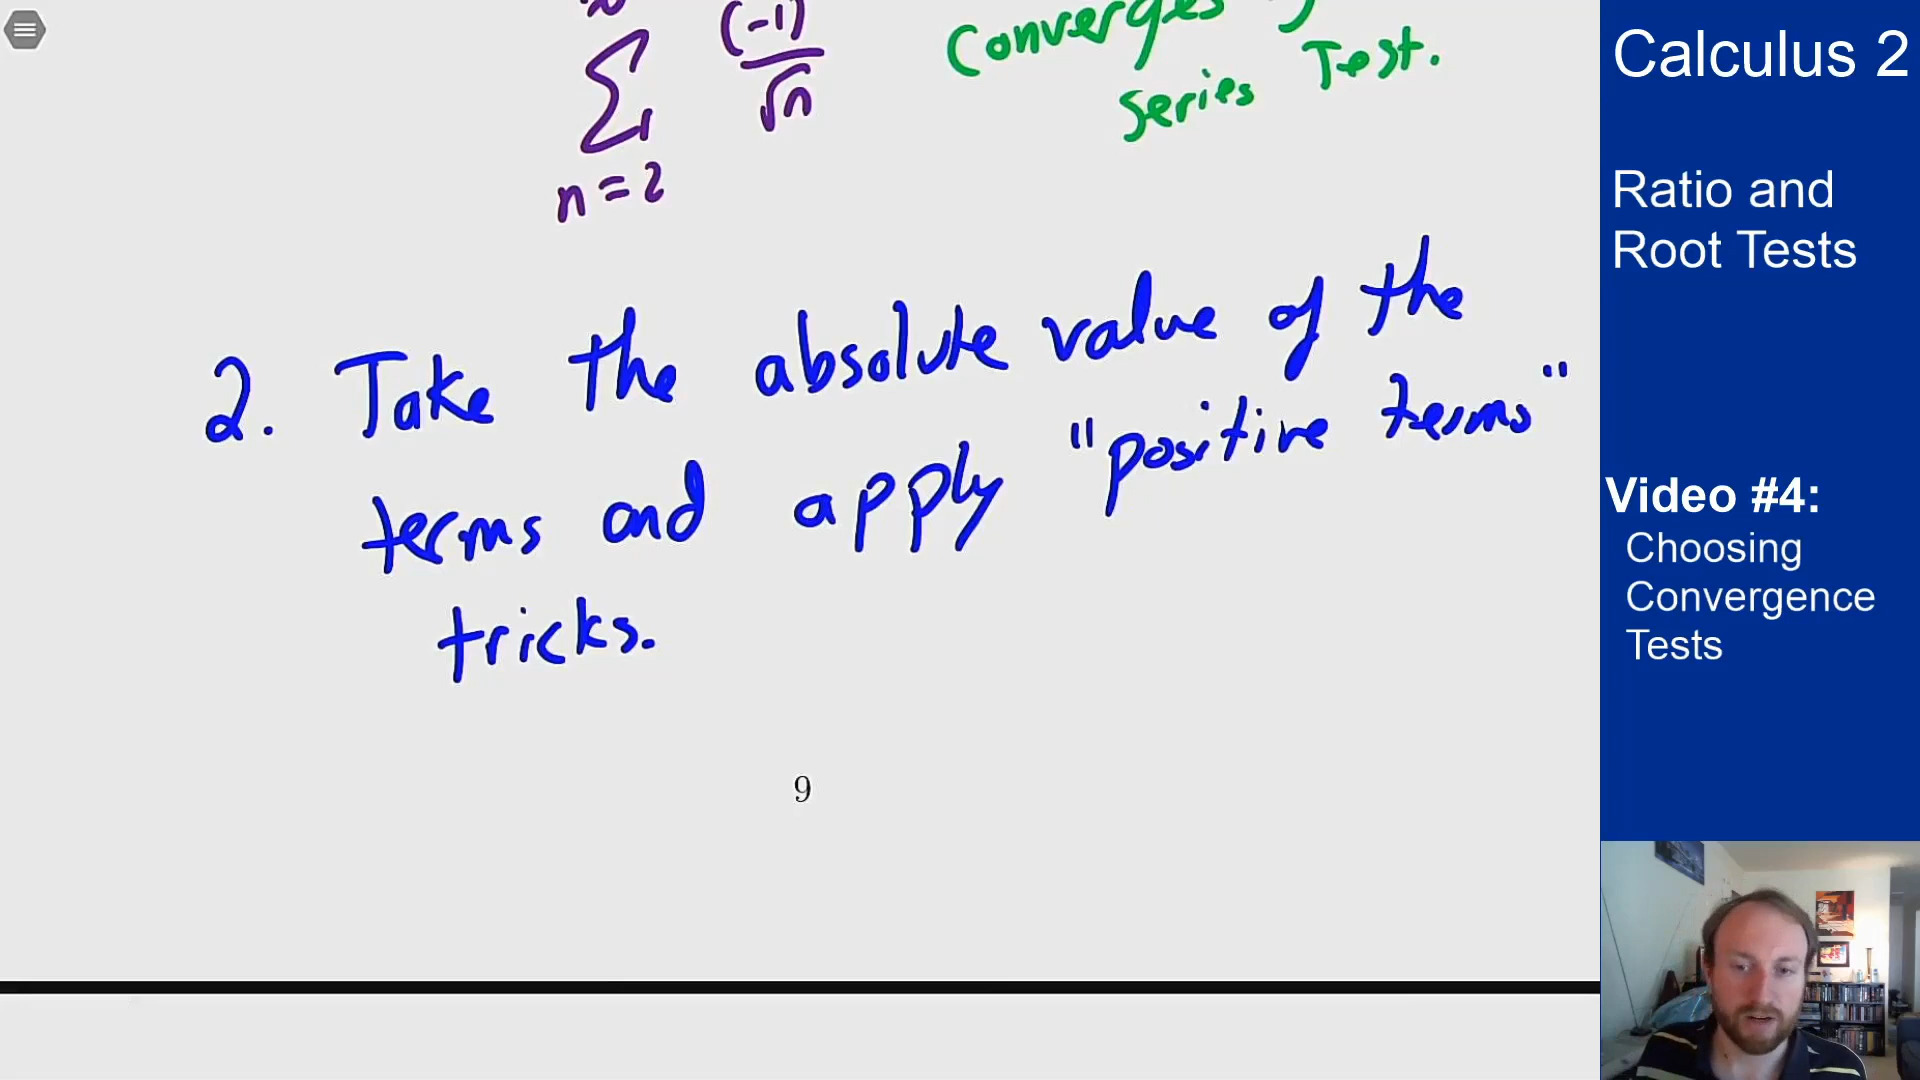 ∞
∑ (-1) / √n
n=2
Converges
Series Test.
2. Take the absolute value of the
terms and apply "positive terms"
tricks.
9
Calculus 2
Ratio and
Root Tests
Video #4:
Choosing
Convergence
Tests